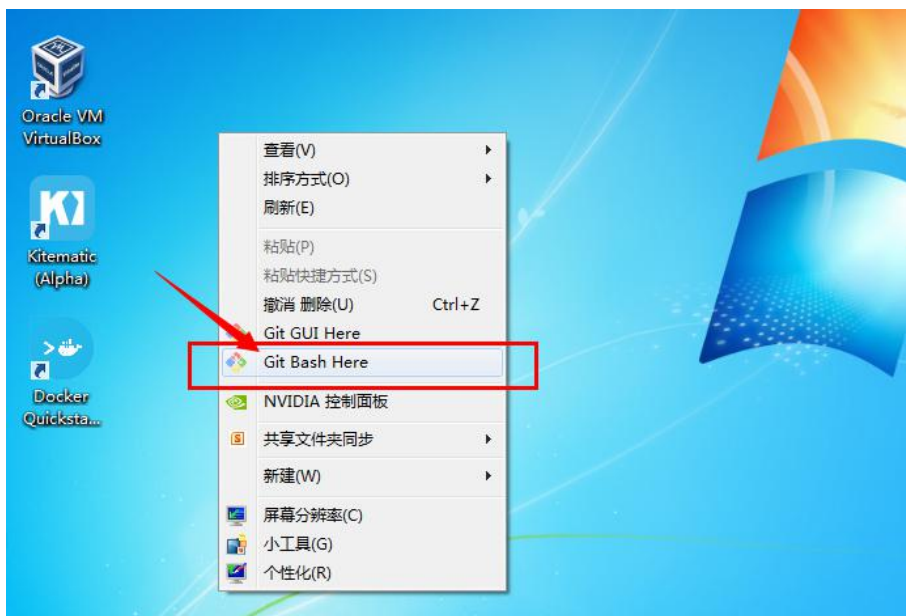 Oracle VM
VirtualBox
Kitematic
(Alpha)
Docker
Quicksta...
查看(V)
排序方式(O)
刷新(E)
粘贴(P)
粘贴快捷方式(S)
撤消 删除(U) Ctrl+Z
Git GUI Here
Git Bash Here
NVIDIA 控制面板
共享文件夹同步
新建(W)
屏幕分辨率(C)
小工具(G)
个性化(R)